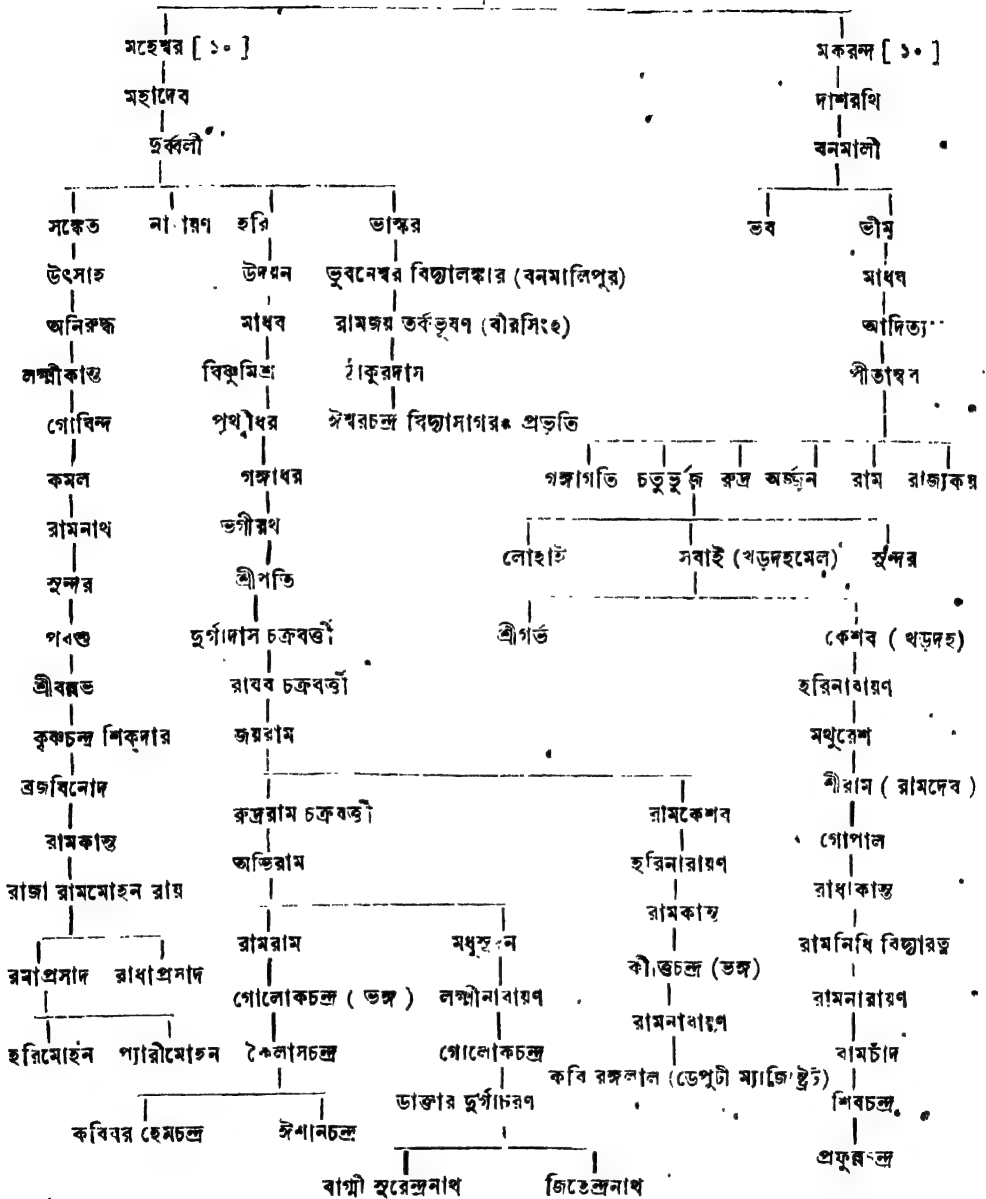 মহেশ্বর [ ১০ ] মকরন্দ [ ১০ ]
মহাদেব দাশরথি
দুর্ব্বলী বনমালী
সঙ্কেত নারায়ণ হরি ভাস্কর ভব ভীম
উৎসাহ উদয়ন ভুবনেশ্বর বিদ্যালঙ্কার (বনমালিপুর) মাধব
অনিরুদ্ধ মাধব রামজয় তর্কভূষণ (বীরসিংহ) আদিত্য
লক্ষ্মীকান্ত বিষ্ণুমিশ্র ঠাকুরদাস পীতাম্বর
গোবিন্দ পৃথ্বীধর ঈশ্বরচন্দ্র বিদ্যাসাগর প্রভৃতি
কমল গঙ্গাধর গঙ্গাগতি চতুর্ভুজ রুদ্র অর্জ্জুন রাম
রামনাথ ভগীরথ
লোহাই সবাই (খড়দহমেল) সুন্দর
সুন্দর শ্রীপতি
দুর্গাদাস চক্রবর্ত্তী শ্রীগর্ভ কেশব ( খড়দহ)
শ্রীবল্লভ রাঘব চক্রবর্ত্তী হরিনারায়ণ
কৃষ্ণচন্দ্র শিক্‌দার জয়রাম মথুরেশ
ব্রজবিনোদ শ্রীরাম ( রামদেব )
রুদ্ররাম চক্রবর্ত্তী রামকেশব
রামকান্ত গোপাল
অভিরাম হরিনারায়ণ
রাজা রামমোহন রায় রাধাকান্ত
রামকান্ত
রামরাম মধুসূদন রামনিধি বিদ্যারত্ন
রমাপ্রসাদ রাধাপ্রসাদ কীর্ত্তিচন্দ্র (ভঙ্গ)
গোলোকচন্দ্র ( ভঙ্গ ) লক্ষ্মীনারায়ণ রামনারায়ণ
রামনারায়ণ
হরিমোহন প্যারীমোহন কৈলাসচন্দ্র গোলোকচন্দ্র রামচাঁদ
কবি রঙ্গলাল (ডেপুটী ম্যাজিষ্ট্রেট)
ডাক্তার দুর্গাচরণ শিবচন্দ্র
কবিবর হেমচন্দ্র ঈশানচন্দ্র
প্রফুল্লচন্দ্র
বাগ্মী সুরেন্দ্রনাথ জিতেন্দ্রনাথ